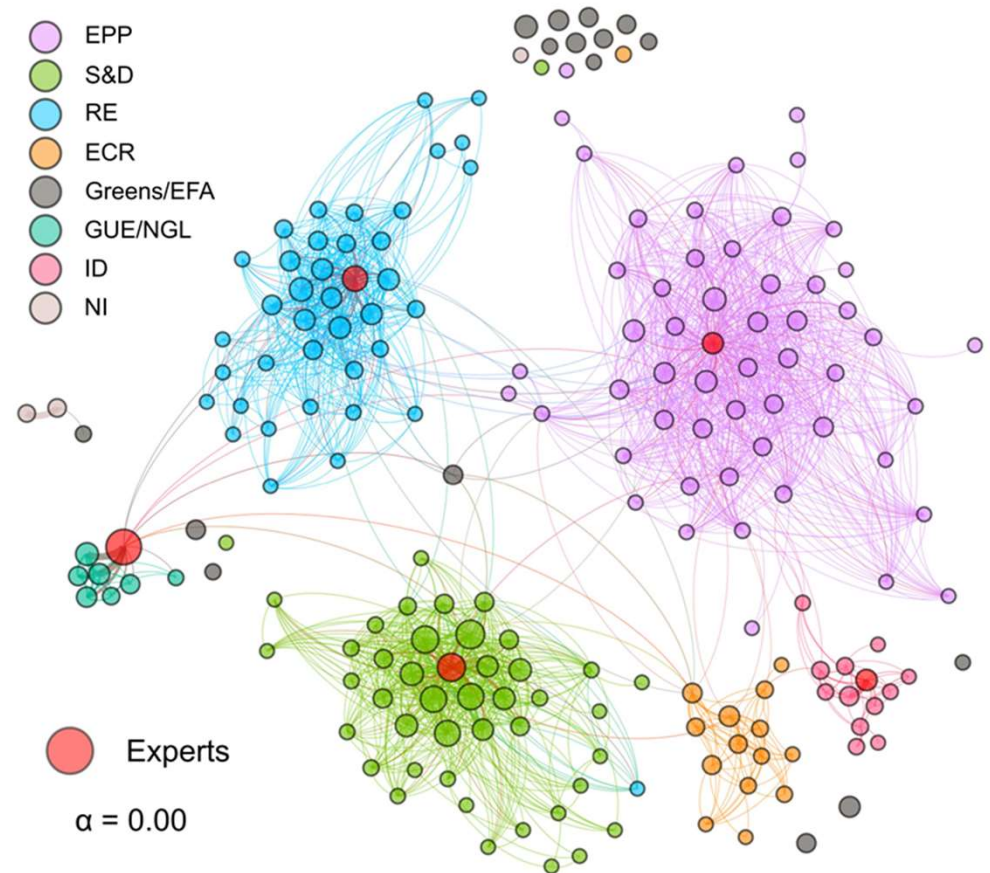 EPP
S&D
RE
ECR
Greens/EFA
GUE/NGL
ID
NI
Experts
α = 0.00